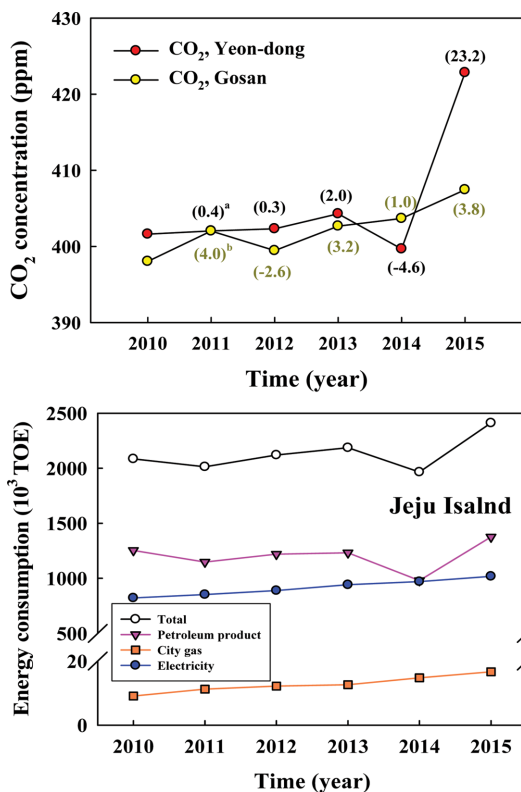 430
420
410
400
390
CO2 concentration (ppm)
CO2, Yeon-dong
CO2, Gosan
(23.2)
(0.4)a
(0.3)
(2.0)
(1.0)
(3.8)
(4.0)b
(-2.6)
(3.2)
(-4.6)
2010 2011 2012 2013 2014 2015
Time (year)
2500
2000
1500
1000
500
20
0
Energy consumption (10³ TOE)
Jeju Isalnd
Total
Petroleum product
City gas
Electricity
2010 2011 2012 2013 2014 2015
Time (year)